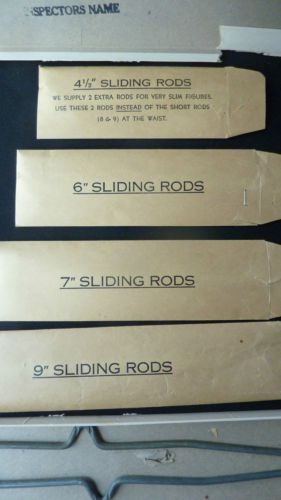 INSPECTORS NAME
4½" SLIDING RODS
WE SUPPLY 2 EXTRA RODS FOR VERY SLIM FIGURES.
USE THESE 2 RODS INSTEAD OF THE SHORT RODS
(8 & 9) AT THE WAIST.
6" SLIDING RODS
7" SLIDING RODS
9" SLIDING RODS